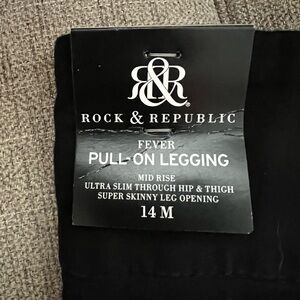 R&R®
ROCK & REPUBLIC
FEVER
PULL-ON LEGGING
MID RISE
ULTRA SLIM THROUGH HIP & THIGH
SUPER SKINNY LEG OPENING
14 M